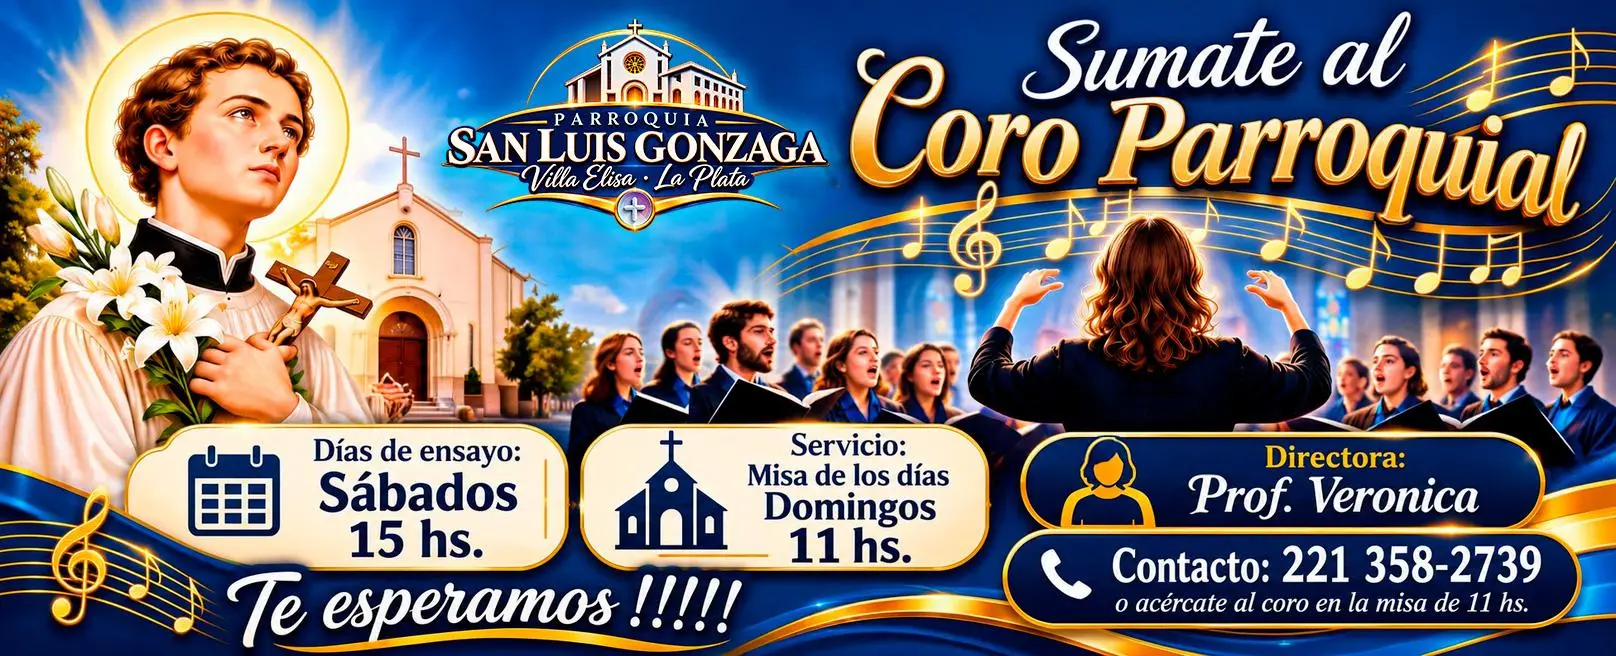 PARROQUIA
SAN LUIS GONZAGA
Villa Elisa · La Plata
Sumate al
Coro Parroquial
Días de ensayo:
Sábados
15 hs.
Servicio:
Misa de los días
Domingos
11 hs.
Directora:
Prof. Veronica
Contacto: 221 358-2739
o acércate al coro en la misa de 11 hs.
Te esperamos !!!!!